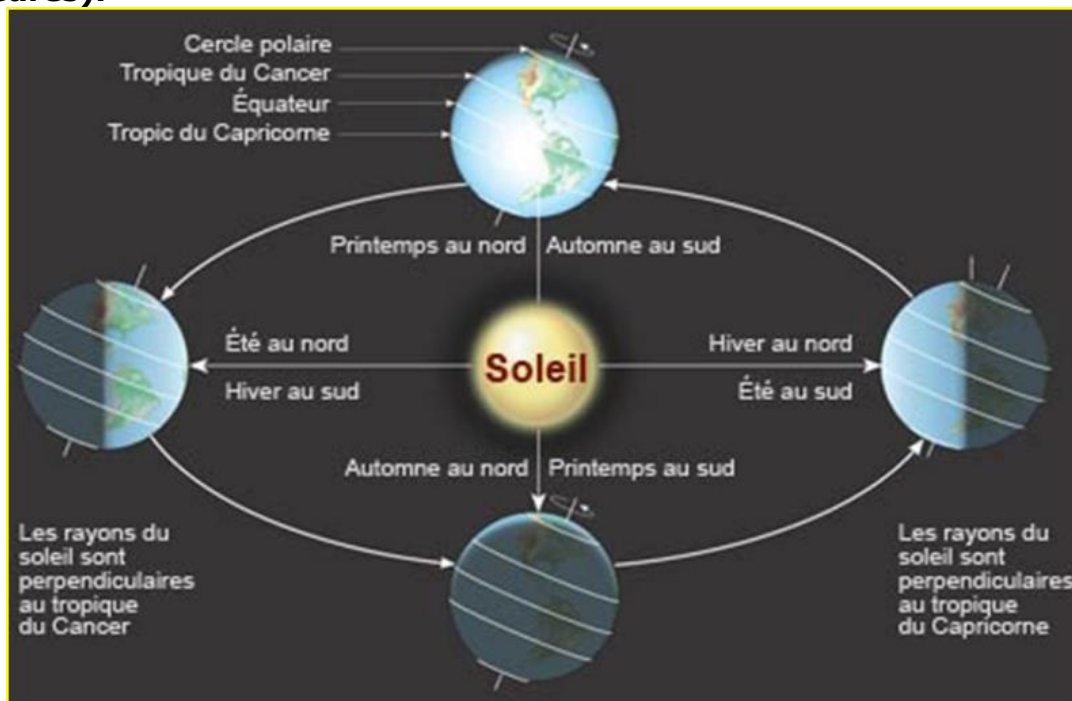 Cercle polaire
Tropique du Cancer
Équateur
Tropic du Capricorne
Printemps au nord
Automne au sud
Été au nord
Hiver au sud
Soleil
Hiver au nord
Été au sud
Automne au nord
Printemps au sud
Les rayons du
soleil sont
perpendiculaires
au tropique
du Cancer
Les rayons du
soleil sont
perpendiculaires
au tropique
du Capricorne